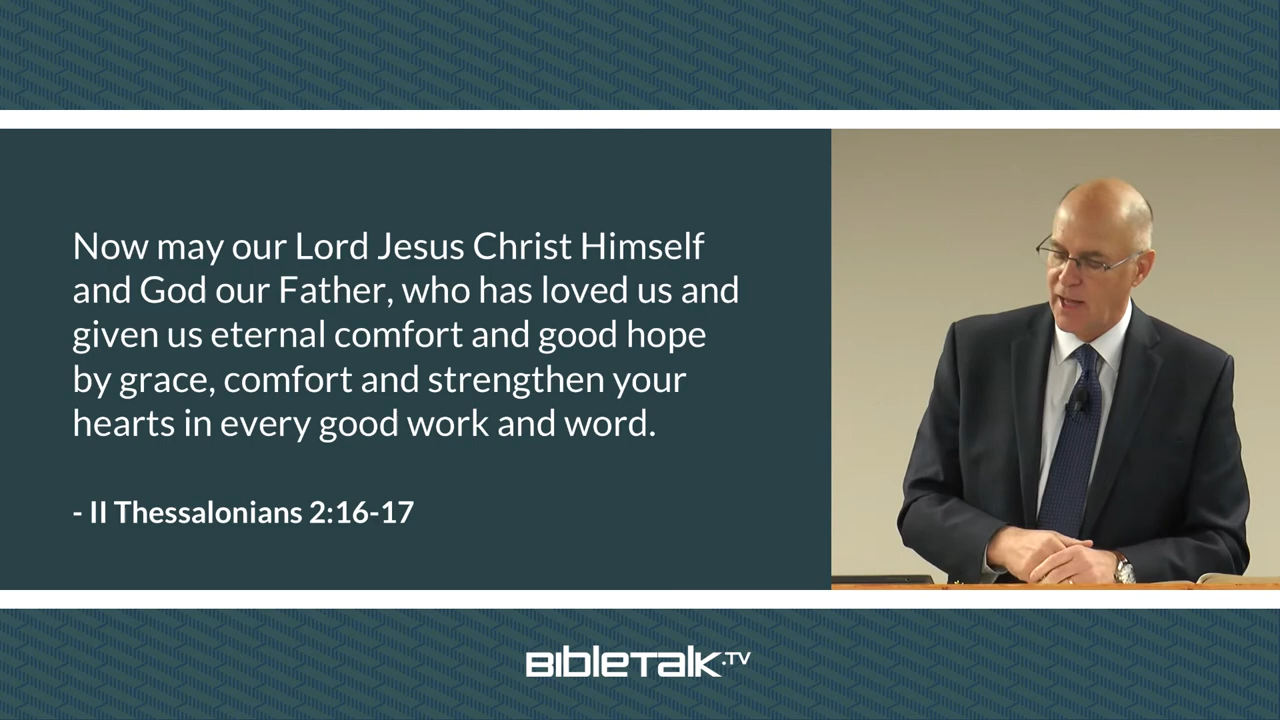 Now may our Lord Jesus Christ Himself
and God our Father, who has loved us and
given us eternal comfort and good hope
by grace, comfort and strengthen your
hearts in every good work and word.
- II Thessalonians 2:16-17
BIBLETALK.TV